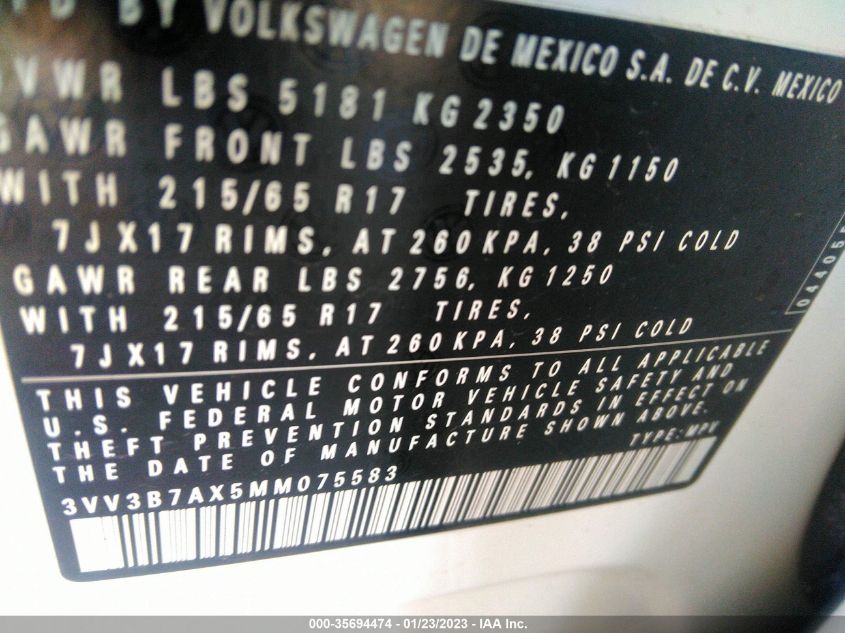 BY VOLKSWAGEN DE MEXICO S.A. DE C.V. MEXICO
GVWR LBS 5181 KG 2350
GAWR FRONT LBS 2535, KG 1150
WITH 215/65 R17 TIRES,
7JX17 RIMS, AT 260 KPA, 38 PSI COLD
GAWR REAR LBS 2756, KG 1250
WITH 215/65 R17 TIRES,
7JX17 RIMS, AT 260 KPA, 38 PSI COLD
THIS VEHICLE CONFORMS TO ALL APPLICABLE
U.S. FEDERAL MOTOR VEHICLE SAFETY AND
THEFT PREVENTION STANDARDS IN EFFECT ON
THE DATE OF MANUFACTURE SHOWN ABOVE.
TYPE: MPV
3VV3B7AX5MM075583
000-35694474 - 01/23/2023 - IAA Inc.